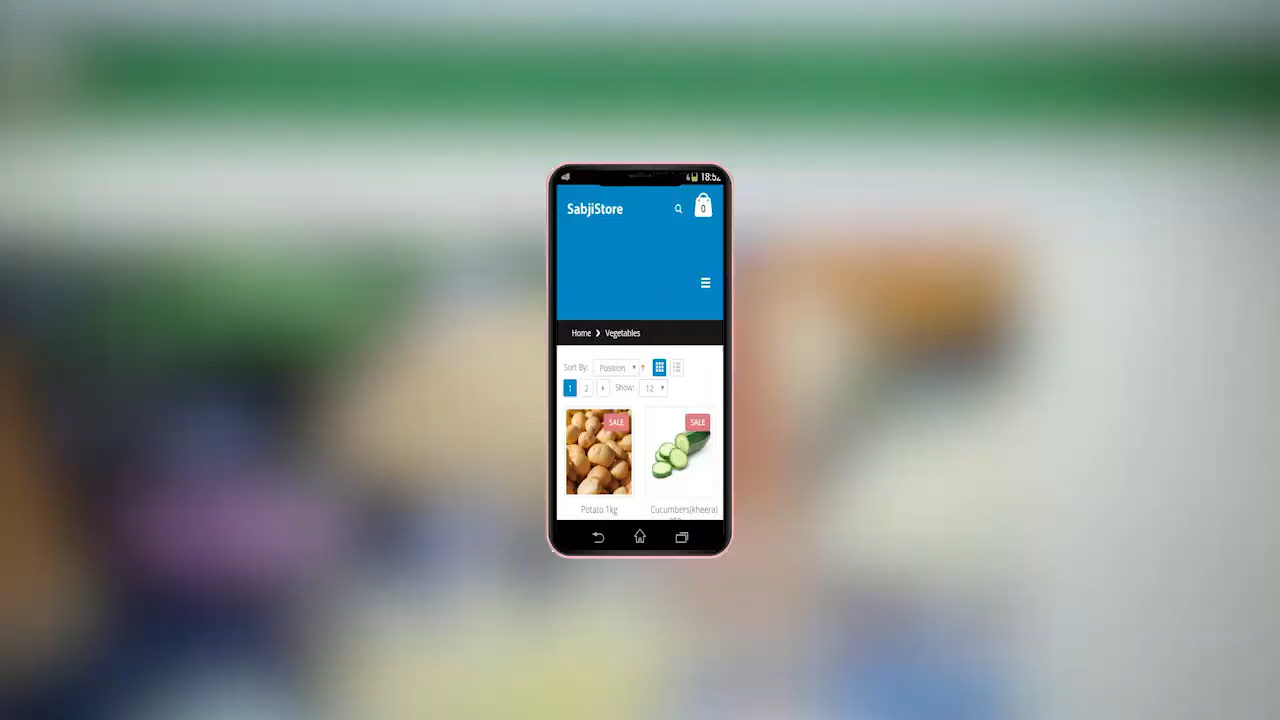 18:52
SabjiStore
0
Home > Vegetables
Sort By: Position
1 2 Show: 12
SALE
SALE
Potato 1kg
Cucumbers(kheera)